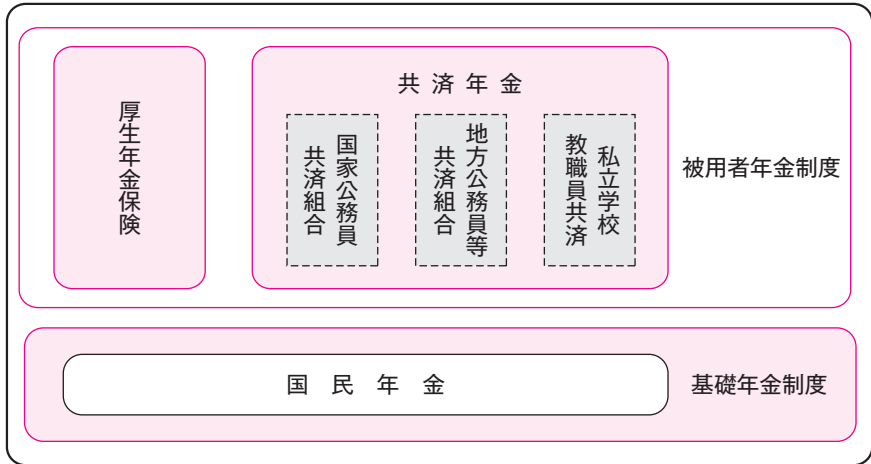 厚生年金保険
共済年金
国家公務員
共済組合
地方公務員等
共済組合
私立学校
教職員共済
被用者年金制度
国民年金
基礎年金制度